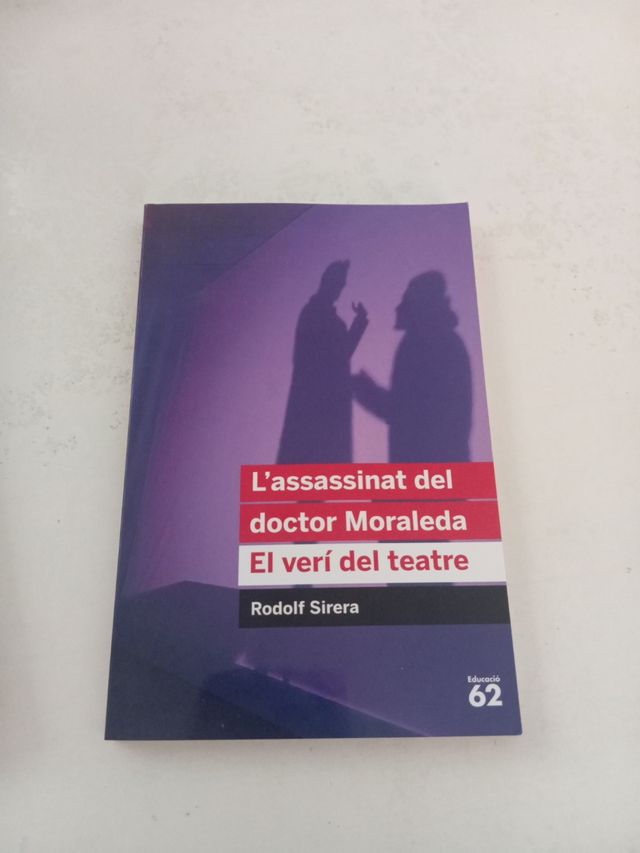 L'assassinat del
doctor Moraleda
El verí del teatre
Rodolf Sirera
Educació
62